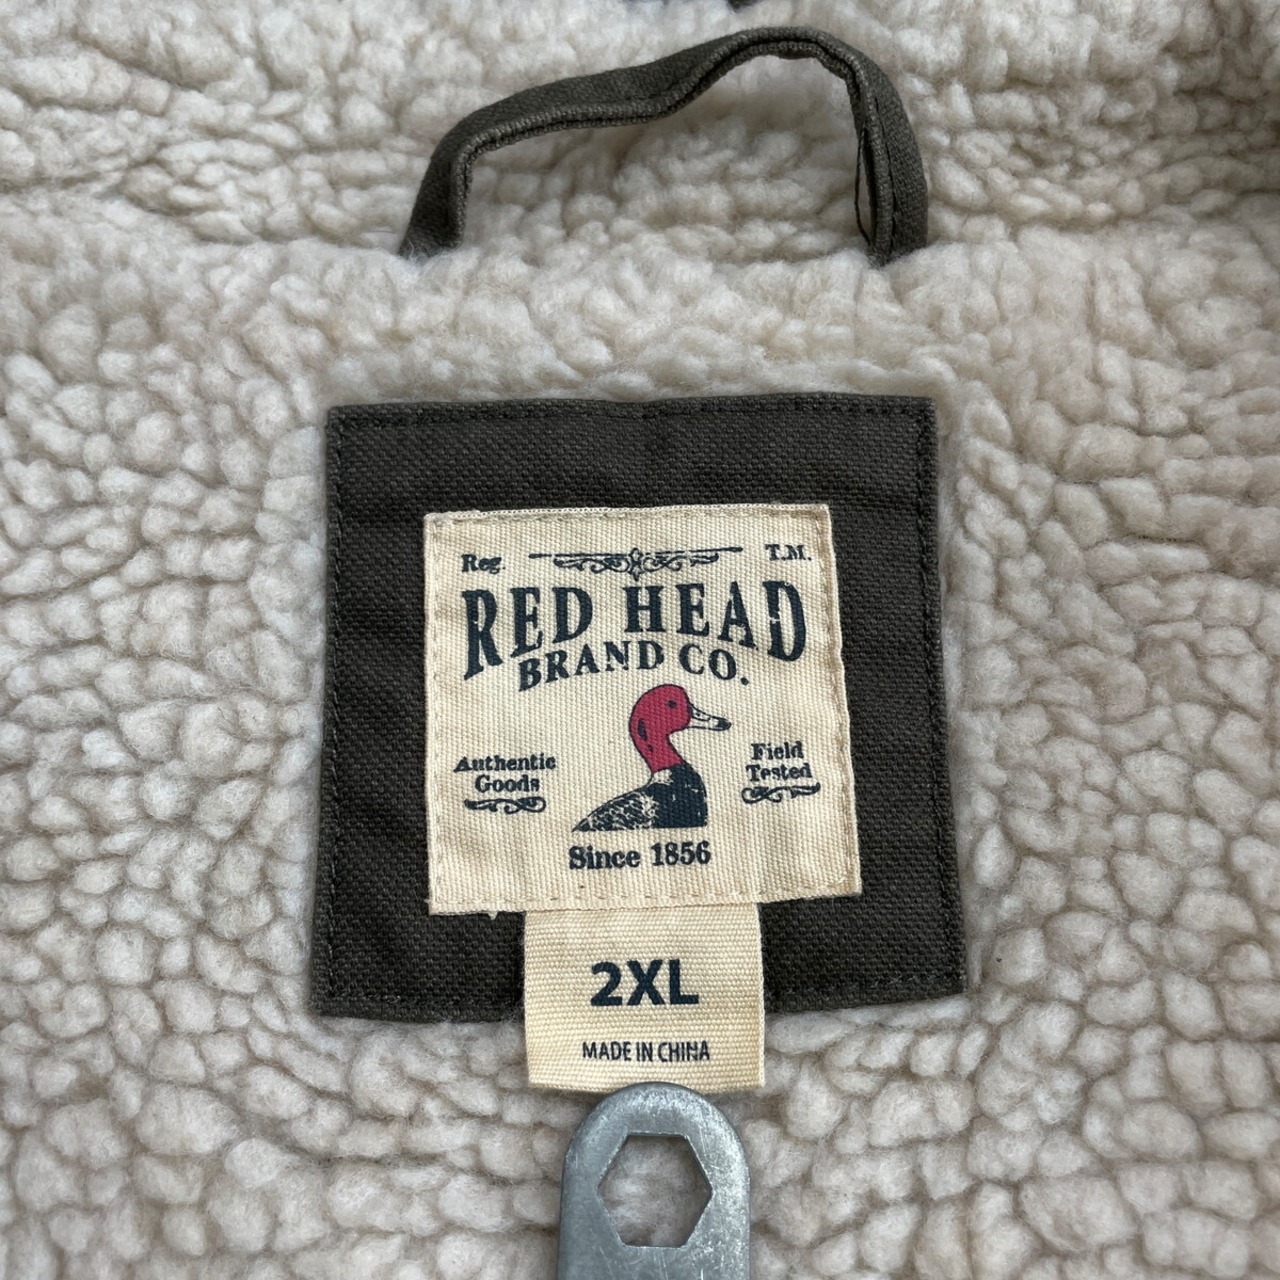 Reg. T.M.
RED HEAD
BRAND CO.
Authentic
Goods
Field
Tested
Since 1856
2XL
MADE IN CHINA